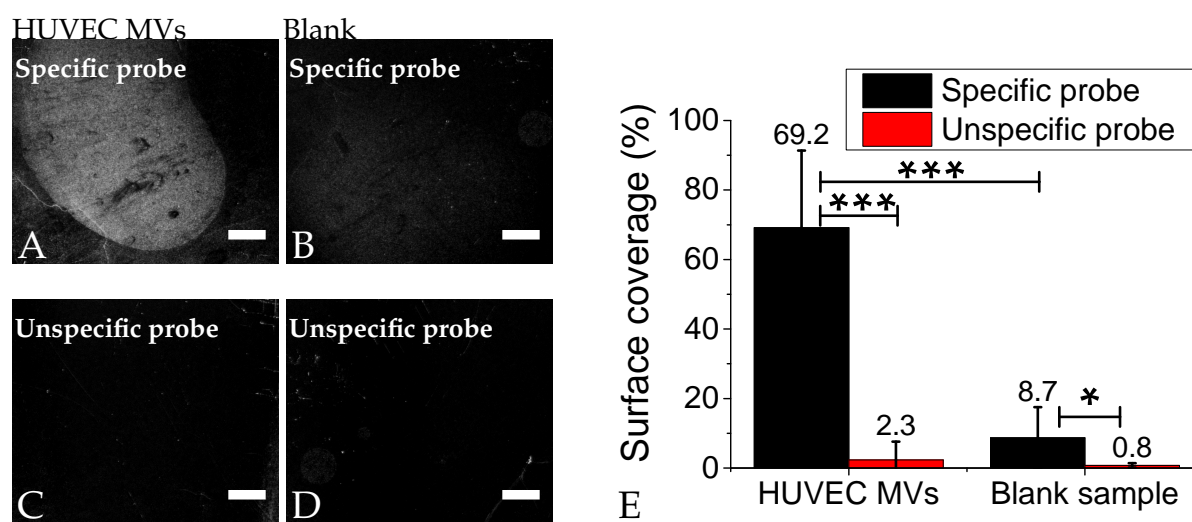 HUVEC MVs
Blank
Specific probe
Specific probe
A
B
Unspecific probe
Unspecific probe
C
D
Specific probe
Unspecific probe
Surface coverage (%)
100
80
60
40
20
0
69.2
***
***
2.3
8.7
*
0.8
HUVEC MVs
Blank sample
E